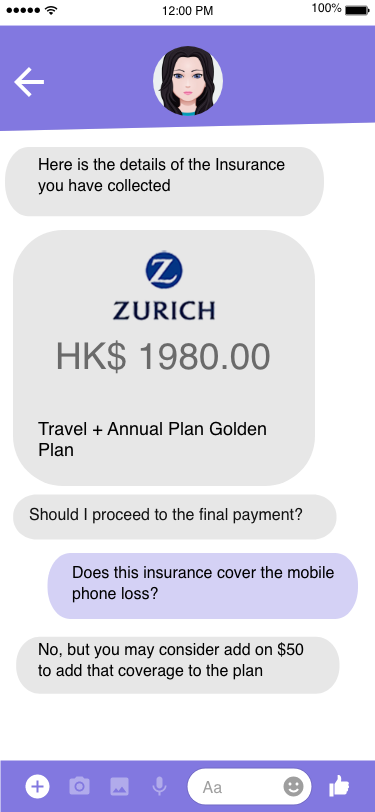 12:00 PM
100%
Here is the details of the Insurance
you have collected
Z
ZURICH
HK$ 1980.00
Travel + Annual Plan Golden
Plan
Should I proceed to the final payment?
Does this insurance cover the mobile
phone loss?
No, but you may consider add on $50
to add that coverage to the plan
Aa